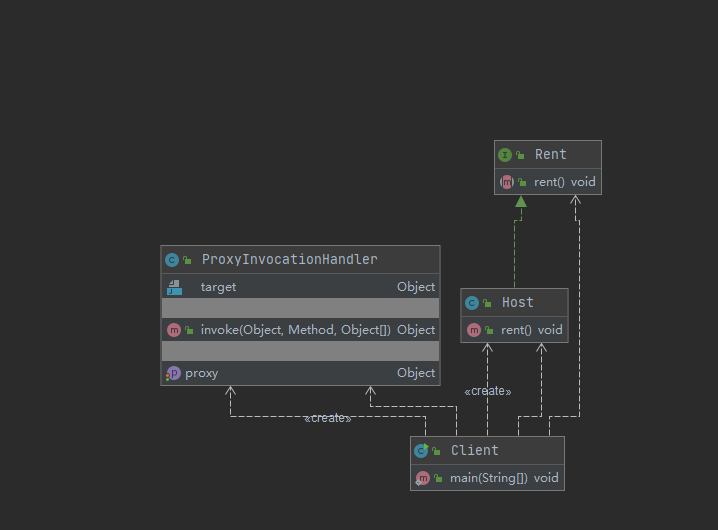 Rent
rent() void
ProxyInvocationHandler
target Object
invoke(Object, Method, Object[]) Object
proxy Object
Host
rent() void
«create»
«create»
Client
main(String[]) void